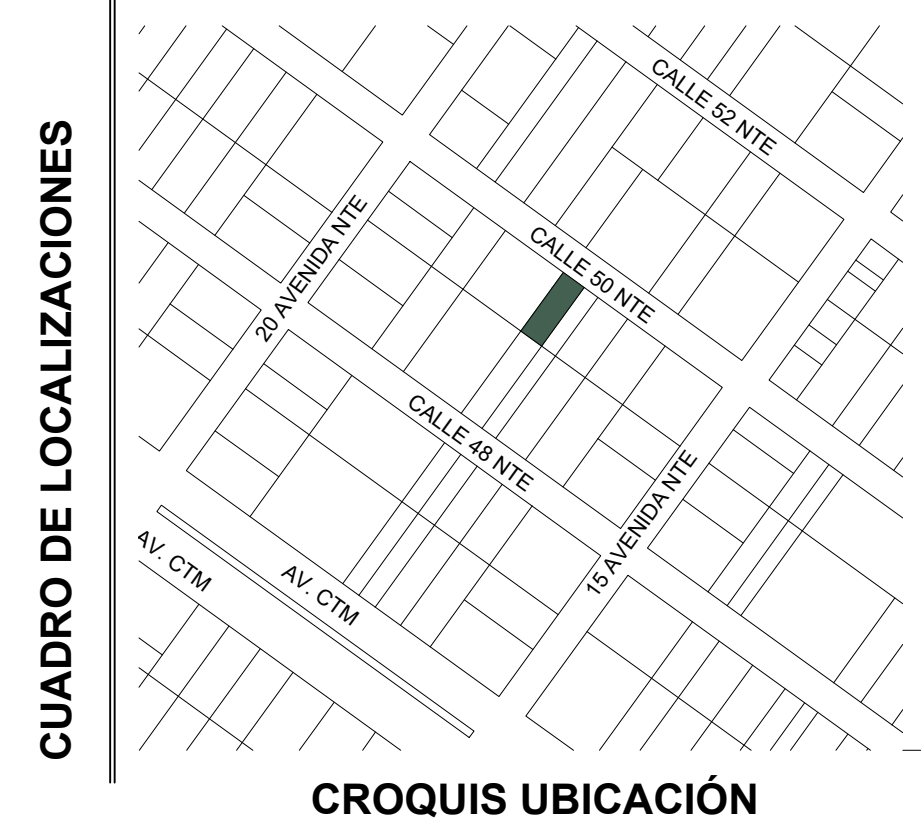 CUADRO DE LOCALIZACIONES
CALLE 52 NTE
20 AVENIDA NTE
CALLE 50 NTE
CALLE 48 NTE
15 AVENIDA NTE
AV. CTM
AV. CTM
CROQUIS UBICACIÓN